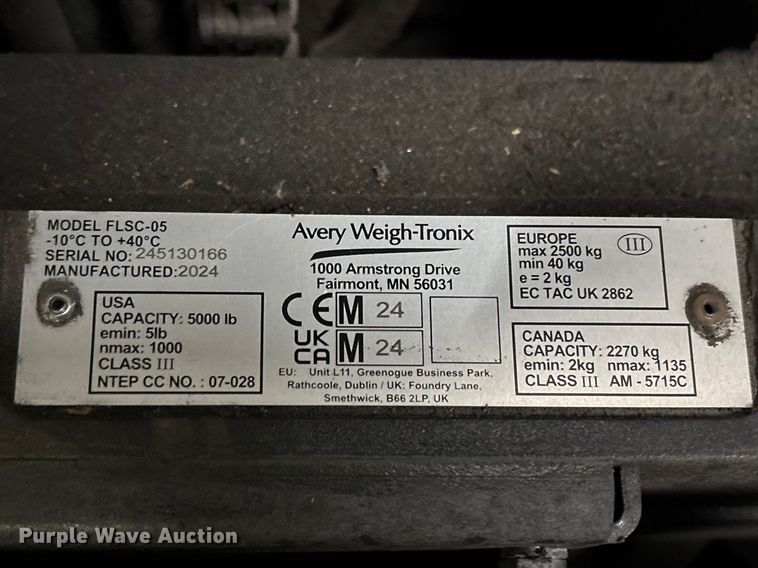 MODEL FLSC-05
-10°C TO +40°C
SERIAL NO: 245130166
MANUFACTURED: 2024
USA
CAPACITY: 5000 lb
emin: 5lb
nmax: 1000
CLASS III
NTEP CC NO. : 07-028
Avery Weigh-Tronix
1000 Armstrong Drive
Fairmont, MN 56031
CE M 24
UK
CA M 24
EU: Unit L11, Greenogue Business Park,
Rathcoole, Dublin / UK: Foundry Lane,
Smethwick, B66 2LP, UK
EUROPE
max 2500 kg
min 40 kg
e = 2 kg
EC TAC UK 2862
III
CANADA
CAPACITY: 2270 kg
emin: 2kg nmax: 1135
CLASS III AM - 5715C
Purple Wave Auction